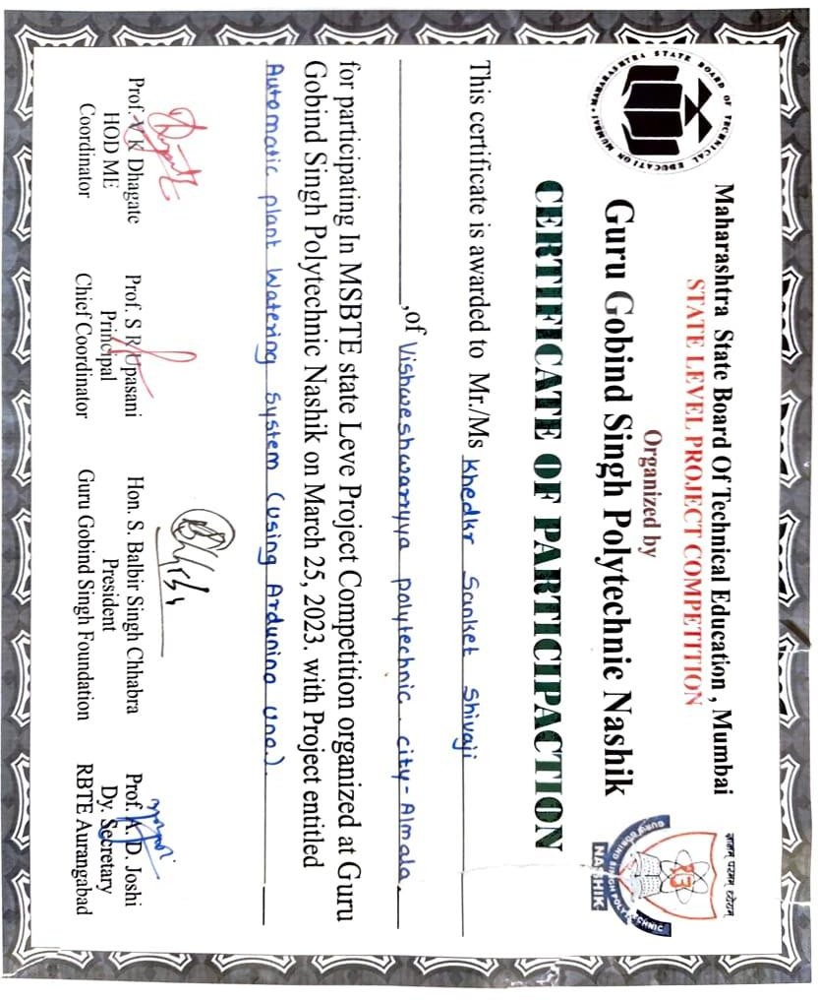 MAHARASHTRA STATE BOARD OF TECHNICAL EDUCATION MUMBAI
Maharashtra State Board Of Technical Education , Mumbai
STATE LEVEL PROJECT COMPETITION
Organized by
Guru Gobind Singh Polytechnic Nashik
GURU GOBIND SINGH POLYTECHNIC
NASHIK
CERTIFICATE OF PARTICIPACTION
This certificate is awarded to Mr./Ms Khedkr Sanket Shivaji
,of Vishweshwarryya polytechnic. city-Almala,
for participating In MSBTE state Leve Project Competition organized at Guru
Gobind Singh Polytechnic Nashik on March 25, 2023. with Project entitled
Automatic plant Watering system (using Ardunino uno.)
Prof. V K Dhagate
HOD ME
Coordinator
Prof. S R Upasani
Principal
Chief Coordinator
Hon. S. Balbir Singh Chhabra
President
Guru Gobind Singh Foundation
Prof. A. D. Joshi
Dy. Secretary
RBTE Aurangabad